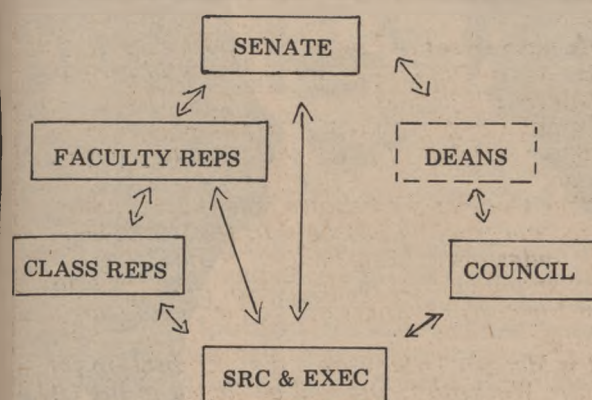 SENATE
FACULTY REPS
DEANS
CLASS REPS
COUNCIL
SRC & EXEC